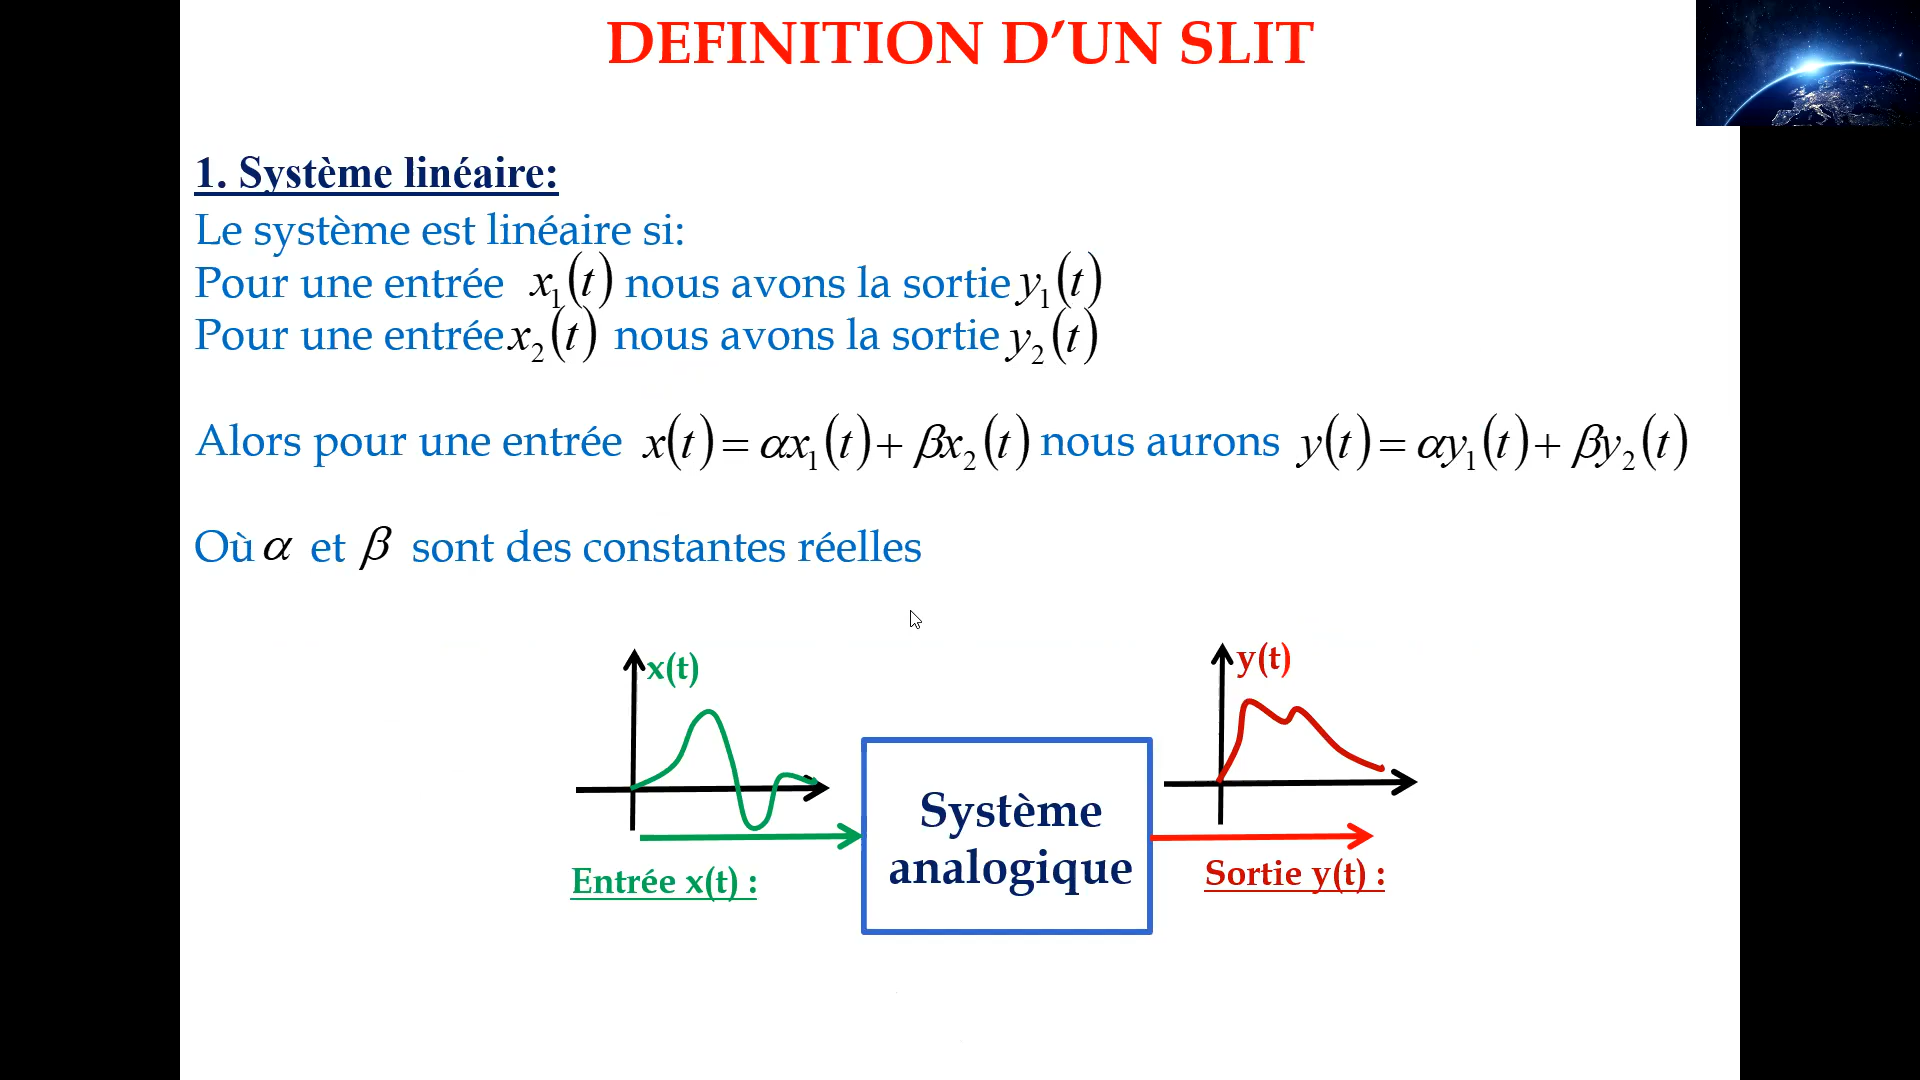 DEFINITION D’UN SLIT
1. Système linéaire:
Le système est linéaire si:
Pour une entrée x₁(t) nous avons la sortie y₁(t)
Pour une entrée x₂(t) nous avons la sortie y₂(t)
Alors pour une entrée x(t) = αx₁(t) + βx₂(t) nous aurons y(t) = αy₁(t) + βy₂(t)
Où α et β sont des constantes réelles
x(t)
y(t)
Système
analogique
Entrée x(t) :
Sortie y(t) :